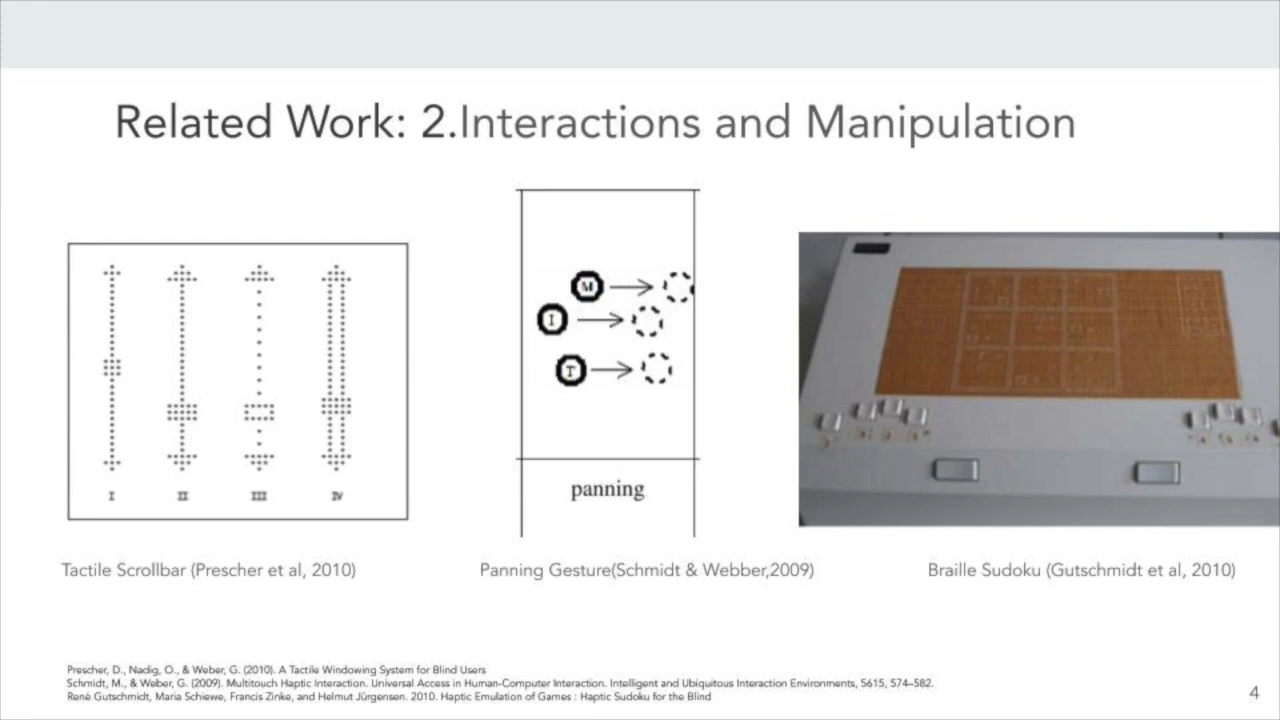 Related Work: 2.Interactions and Manipulation
I II III IV
M
I
T
panning
Tactile Scrollbar (Prescher et al, 2010)
Panning Gesture(Schmidt & Webber,2009)
Braille Sudoku (Gutschmidt et al, 2010)
Prescher, D., Nadig, O., & Weber, G. (2010). A Tactile Windowing System for Blind Users
Schmidt, M., & Weber, G. (2009). Multitouch Haptic Interaction. Universal Access in Human-Computer Interaction. Intelligent and Ubiquitous Interaction Environments, 5615, 574–582.
René Gutschmidt, Maria Schiewe, Francis Zinke, and Helmut Jürgensen. 2010. Haptic Emulation of Games : Haptic Sudoku for the Blind
4